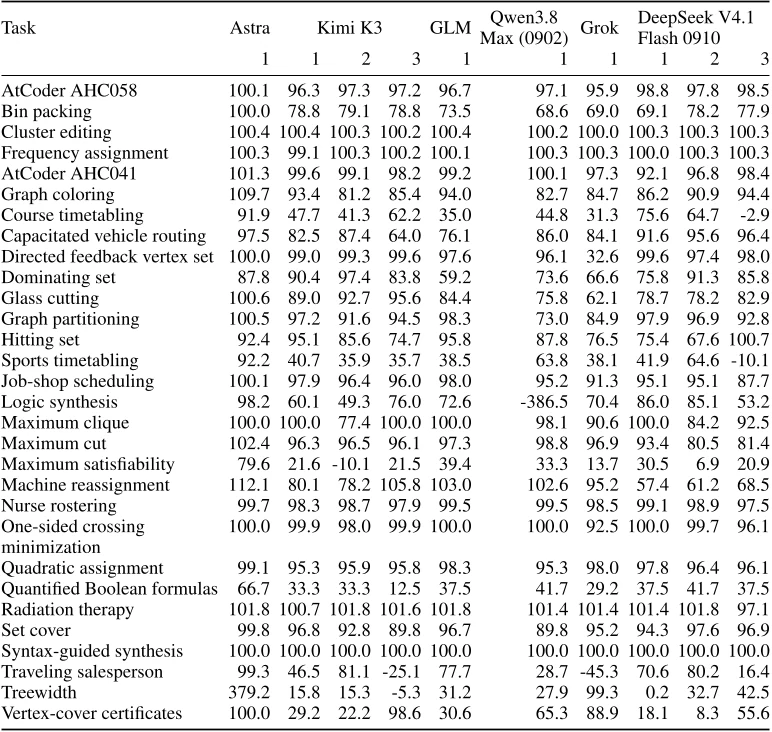 Task Astra Kimi K3 GLM Qwen3.8 Max (0902) Grok DeepSeek V4.1 Flash 0910
1 1 2 3 1 1 1 1 2 3
AtCoder AHC058 100.1 96.3 97.3 97.2 96.7 97.1 95.9 98.8 97.8 98.5
Bin packing 100.0 78.8 79.1 78.8 73.5 68.6 69.0 69.1 78.2 77.9
Cluster editing 100.4 100.4 100.3 100.2 100.4 100.2 100.0 100.3 100.3 100.3
Frequency assignment 100.3 99.1 100.3 100.2 100.1 100.3 100.3 100.0 100.3 100.3
AtCoder AHC041 101.3 99.6 99.1 98.2 99.2 100.1 97.3 92.1 96.8 98.4
Graph coloring 109.7 93.4 81.2 85.4 94.0 82.7 84.7 86.2 90.9 94.4
Course timetabling 91.9 47.7 41.3 62.2 35.0 44.8 31.3 75.6 64.7 -2.9
Capacitated vehicle routing 97.5 82.5 87.4 64.0 76.1 86.0 84.1 91.6 95.6 96.4
Directed feedback vertex set 100.0 99.0 99.3 99.6 97.6 96.1 32.6 99.6 97.4 98.0
Dominating set 87.8 90.4 97.4 83.8 59.2 73.6 66.6 75.8 91.3 85.8
Glass cutting 100.6 89.0 92.7 95.6 84.4 75.8 62.1 78.7 78.2 82.9
Graph partitioning 100.5 97.2 91.6 94.5 98.3 73.0 84.9 97.9 96.9 92.8
Hitting set 92.4 95.1 85.6 74.7 95.8 87.8 76.5 75.4 67.6 100.7
Sports timetabling 92.2 40.7 35.9 35.7 38.5 63.8 38.1 41.9 64.6 -10.1
Job-shop scheduling 100.1 97.9 96.4 96.0 98.0 95.2 91.3 95.1 95.1 87.7
Logic synthesis 98.2 60.1 49.3 76.0 72.6 -386.5 70.4 86.0 85.1 53.2
Maximum clique 100.0 100.0 77.4 100.0 100.0 98.1 90.6 100.0 84.2 92.5
Maximum cut 102.4 96.3 96.5 96.1 97.3 98.8 96.9 93.4 80.5 81.4
Maximum satisfiability 79.6 21.6 -10.1 21.5 39.4 33.3 13.7 30.5 6.9 20.9
Machine reassignment 112.1 80.1 78.2 105.8 103.0 102.6 95.2 57.4 61.2 68.5
Nurse rostering 99.7 98.3 98.7 97.9 99.5 99.5 98.5 99.1 98.9 97.5
One-sided crossing 100.0 99.9 98.0 99.9 100.0 100.0 92.5 100.0 99.7 96.1
minimization
Quadratic assignment 99.1 95.3 95.9 95.8 98.3 95.3 98.0 97.8 96.4 96.1
Quantified Boolean formulas 66.7 33.3 33.3 12.5 37.5 41.7 29.2 37.5 41.7 37.5
Radiation therapy 101.8 100.7 101.8 101.6 101.8 101.4 101.4 101.4 101.8 97.1
Set cover 99.8 96.8 92.8 89.8 96.7 89.8 95.2 94.3 97.6 96.9
Syntax-guided synthesis 100.0 100.0 100.0 100.0 100.0 100.0 100.0 100.0 100.0 100.0
Traveling salesperson 99.3 46.5 81.1 -25.1 77.7 28.7 -45.3 70.6 80.2 16.4
Treewidth 379.2 15.8 15.3 -5.3 31.2 27.9 99.3 0.2 32.7 42.5
Vertex-cover certificates 100.0 29.2 22.2 98.6 30.6 65.3 88.9 18.1 8.3 55.6